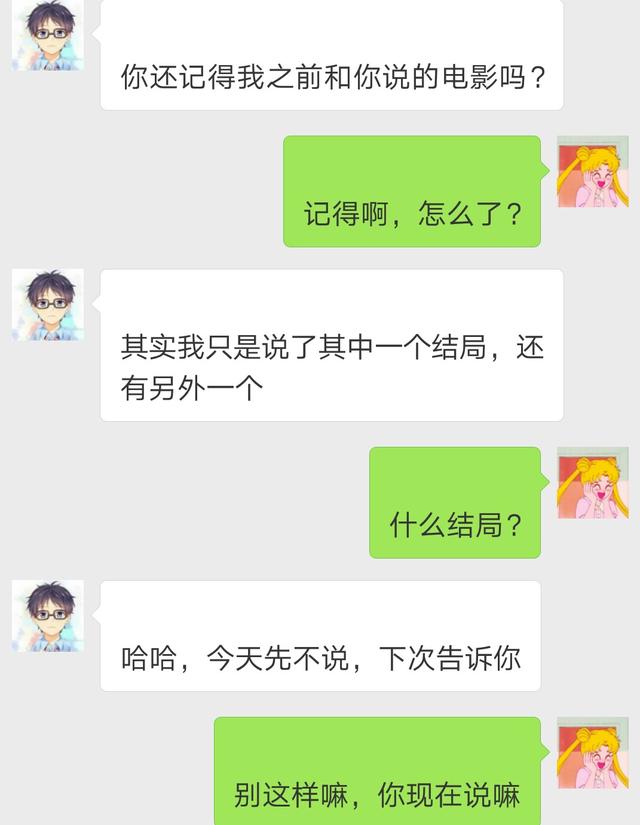 你还记得我之前和你说的电影吗？
记得啊，怎么了？
其实我只是说了其中一个结局，还
有另外一个
什么结局？
哈哈，今天先不说，下次告诉你
别这样嘛，你现在说嘛